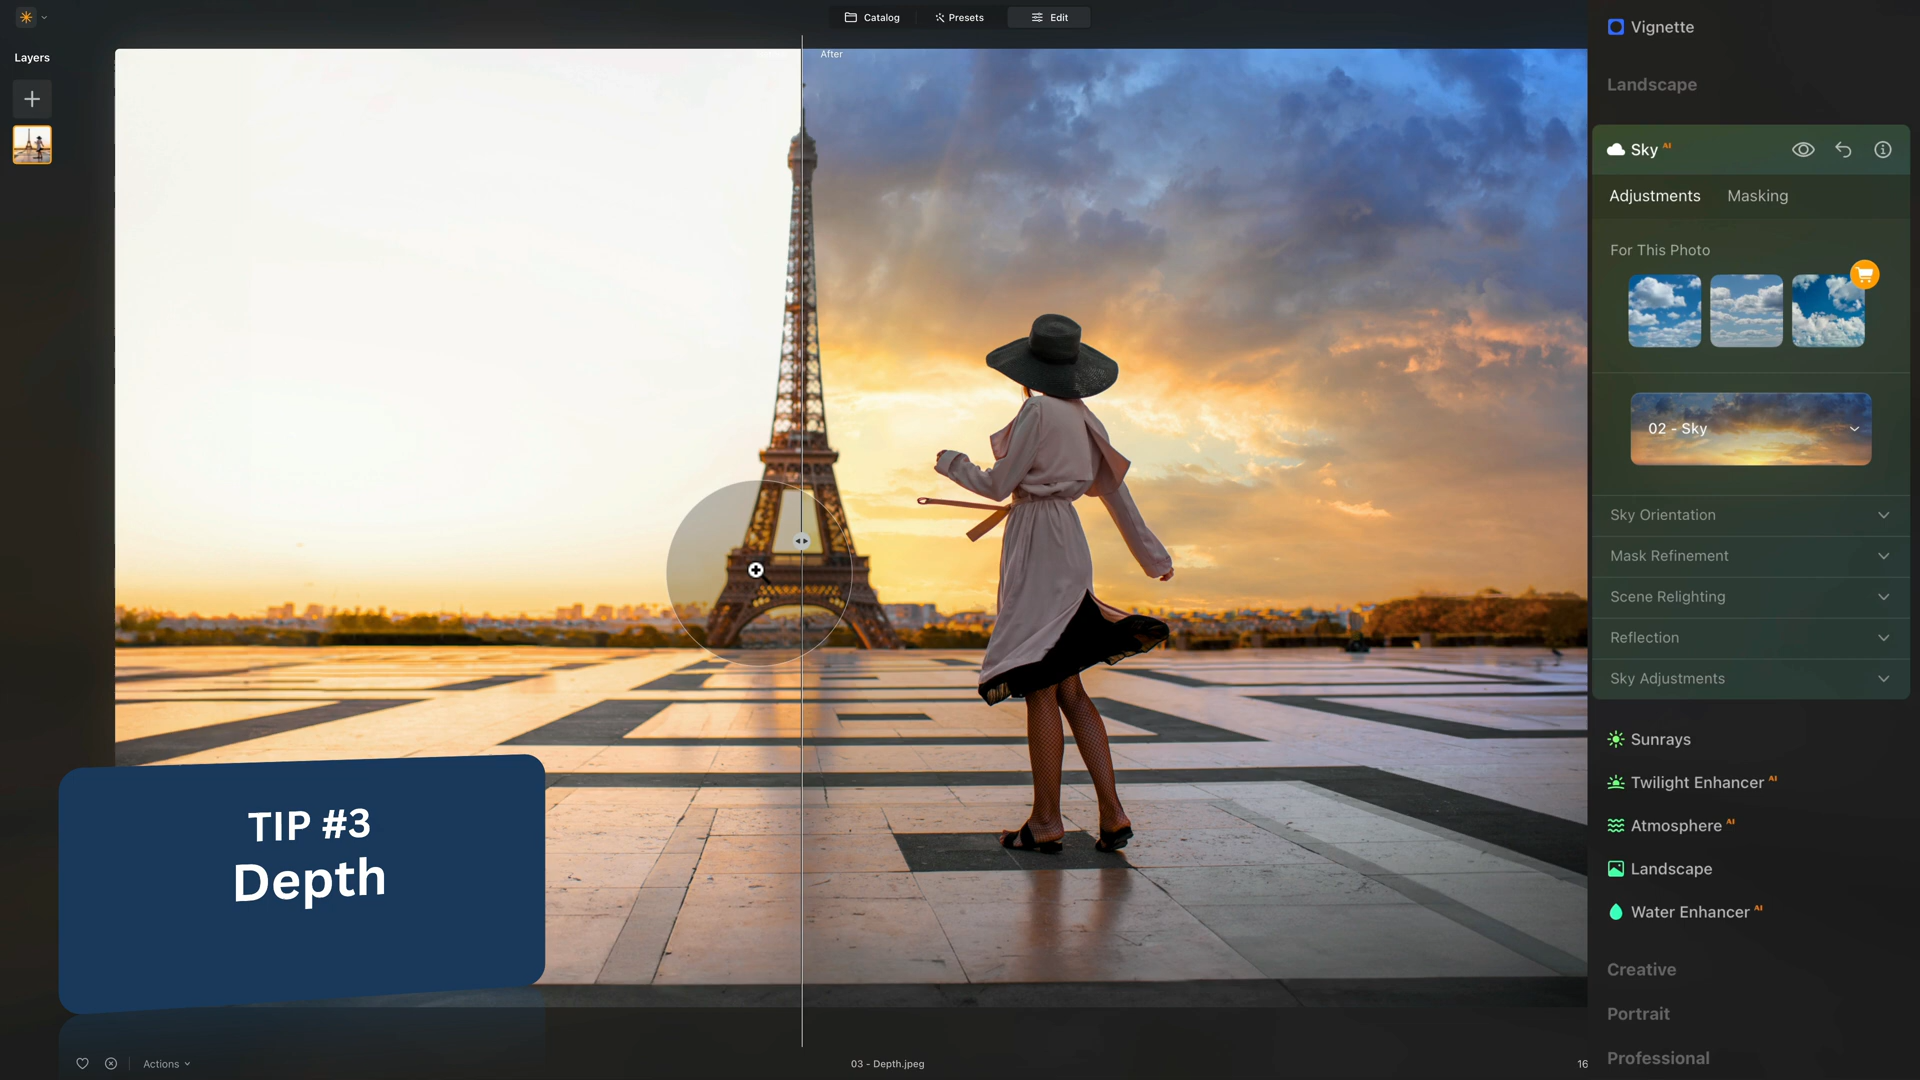 Catalog
Presets
Edit
Layers
After
TIP #3
Depth
Actions
03 - Depth.jpeg
16
Vignette
Landscape
Sky AI
Adjustments
Masking
For This Photo
02 - Sky
Sky Orientation
Mask Refinement
Scene Relighting
Reflection
Sky Adjustments
Sunrays
Twilight Enhancer AI
Atmosphere AI
Landscape
Water Enhancer AI
Creative
Portrait
Professional